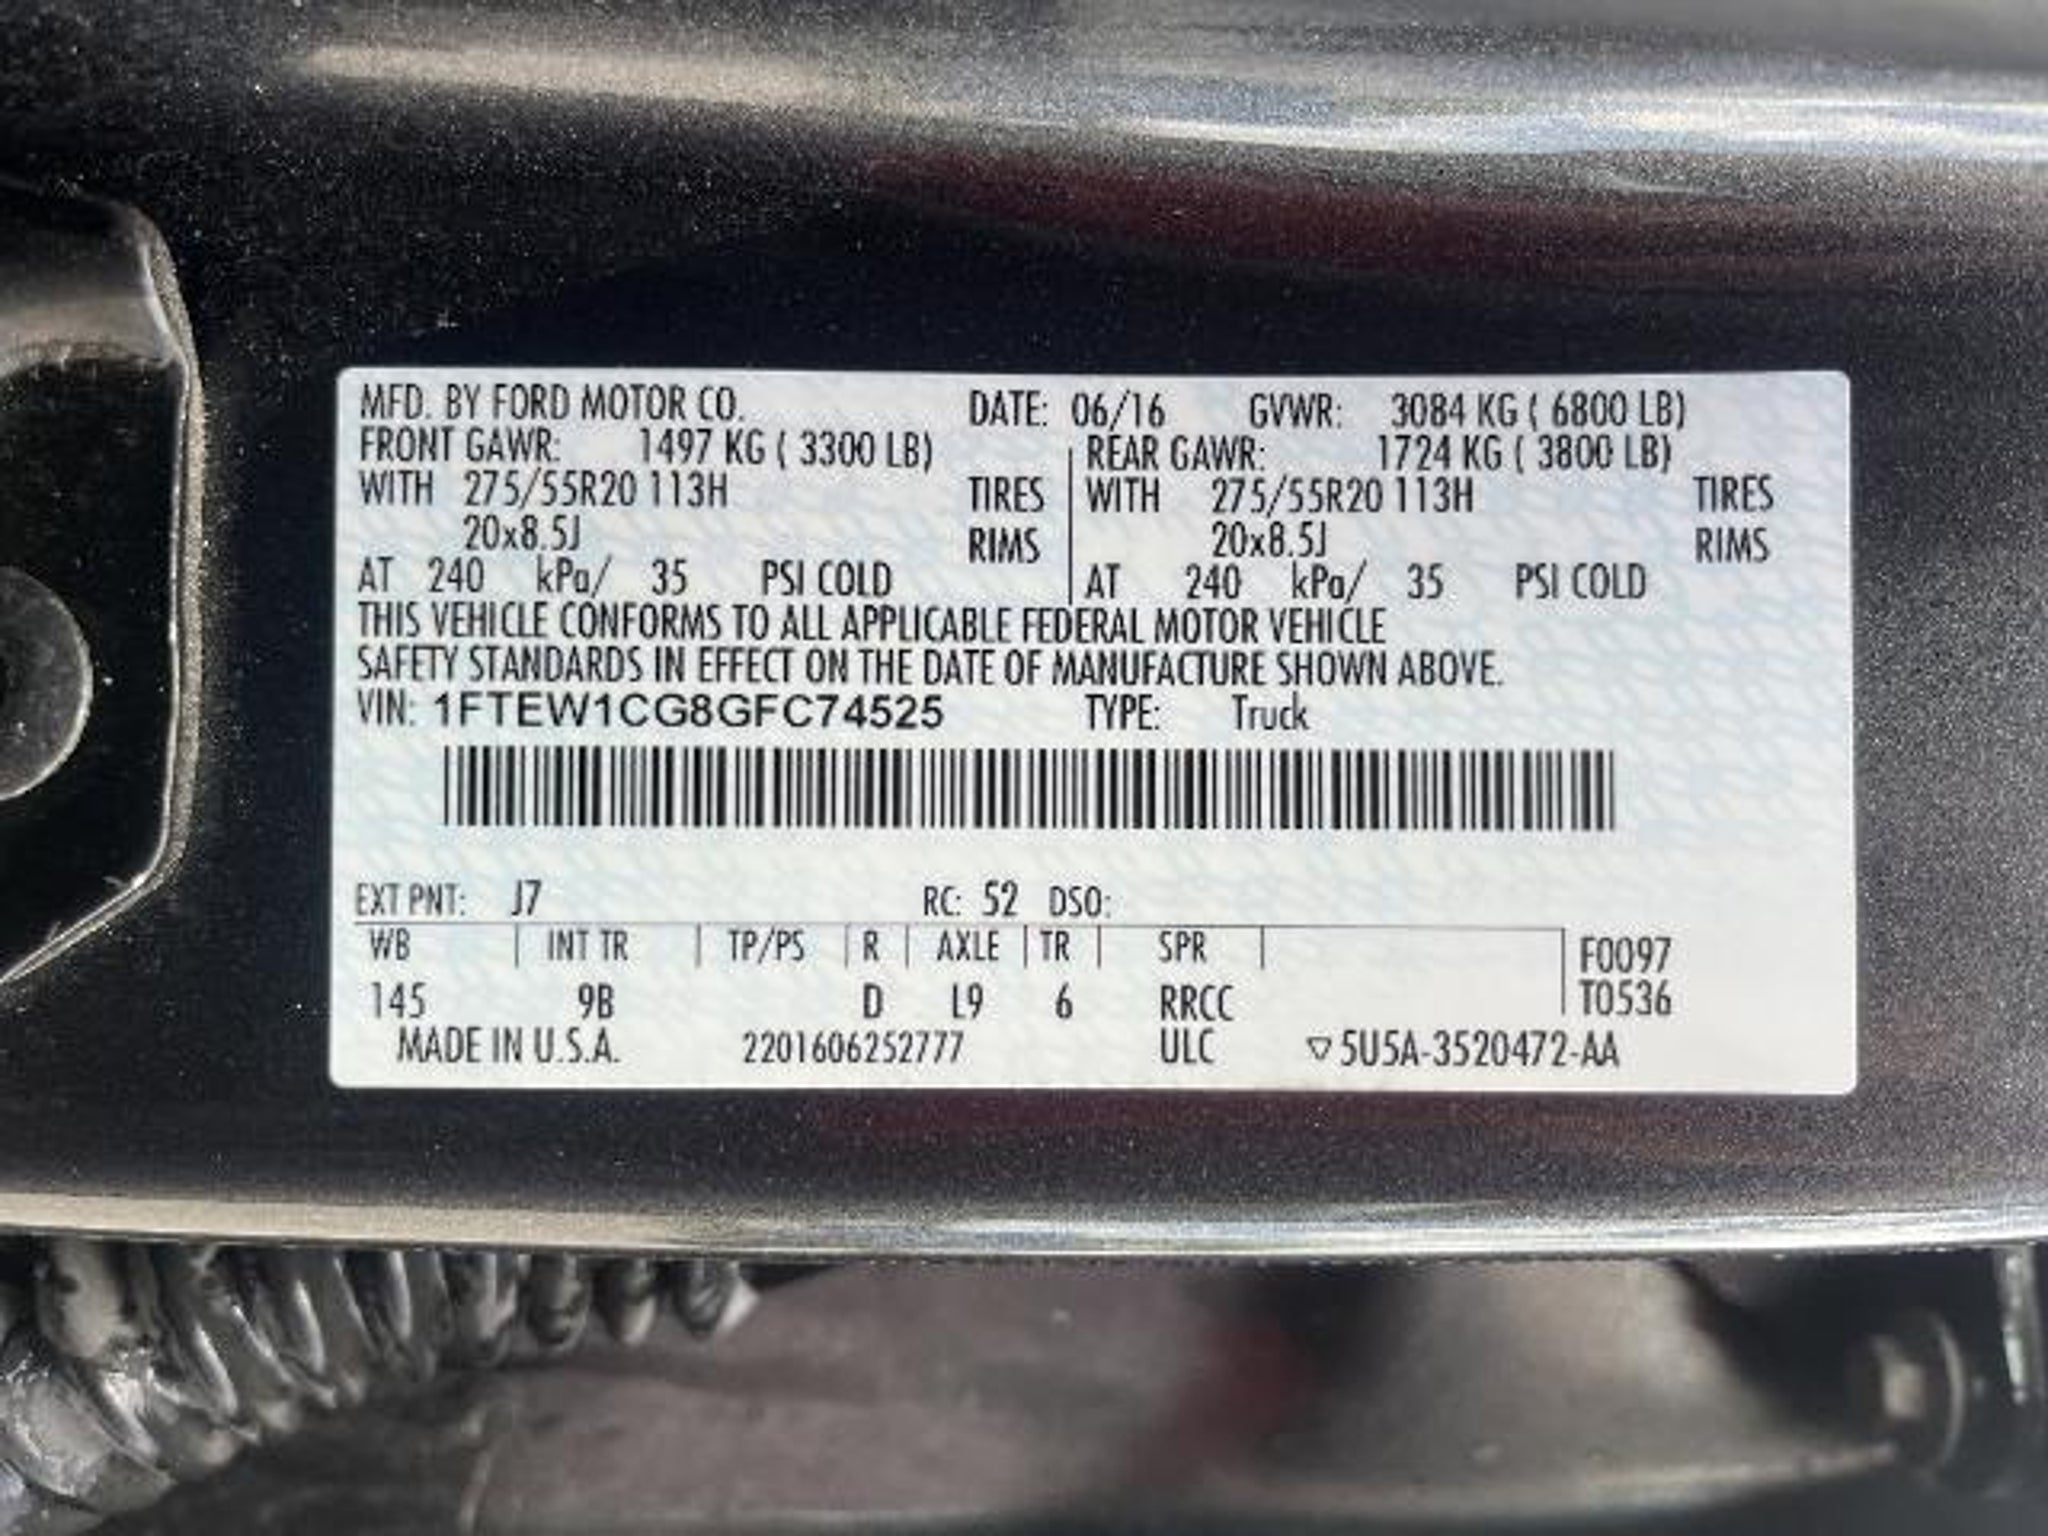 MFD. BY FORD MOTOR CO. DATE: 06/16 GVWR: 3084 KG ( 6800 LB)
FRONT GAWR: 1497 KG ( 3300 LB) REAR GAWR: 1724 KG ( 3800 LB)
WITH 275/55R20 113H TIRES WITH 275/55R20 113H TIRES
20x8.5J RIMS 20x8.5J RIMS
AT 240 kPa/ 35 PSI COLD AT 240 kPa/ 35 PSI COLD
THIS VEHICLE CONFORMS TO ALL APPLICABLE FEDERAL MOTOR VEHICLE
SAFETY STANDARDS IN EFFECT ON THE DATE OF MANUFACTURE SHOWN ABOVE.
VIN: 1FTEW1CG8GFC74525 TYPE: Truck
EXT PNT: J7 RC: 52 DSO:
WB INT TR TP/PS R AXLE TR SPR F0097
145 9B D L9 6 RRCC T0536
MADE IN U.S.A. 2201606252777 ULC ▽5U5A-3520472-AA